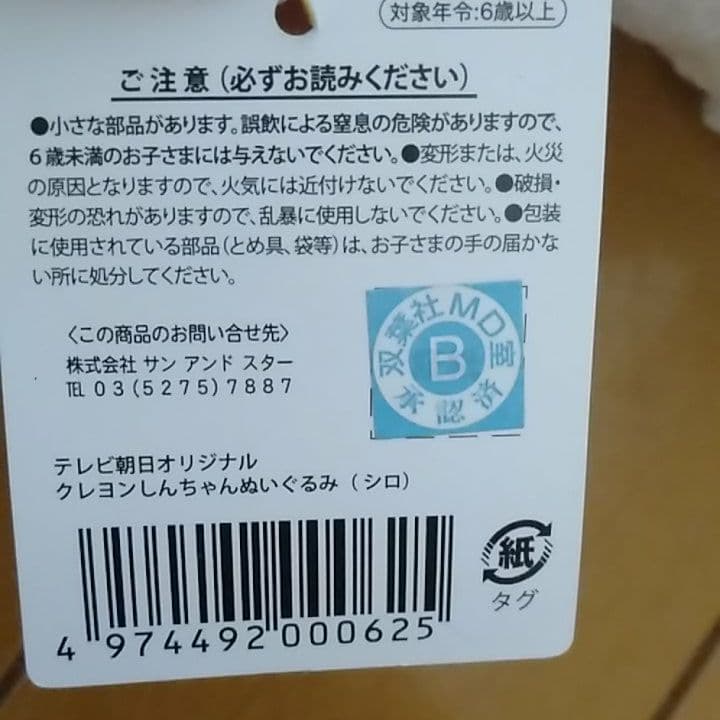 対象年令:6歳以上
ご注意(必ずお読みください)
●小さな部品があります。誤飲による窒息の危険がありますので、
6歳未満のお子さまには与えないでください。●変形または、火災
の原因となりますので、火気には近付けないでください。●破損・
変形の恐れがありますので、乱暴に使用しないでください。●包装
に使用されている部品(とめ具、袋等)は、お子さまの手の届かな
い所に処分してください。
〈この商品のお問い合せ先〉
株式会社 サン アンド スター
℡ 03(5275)7887
双葉社MD室
B
承認済
テレビ朝日オリジナル
クレヨンしんちゃんぬいぐるみ(シロ)
4 974492 000625
紙
タグ